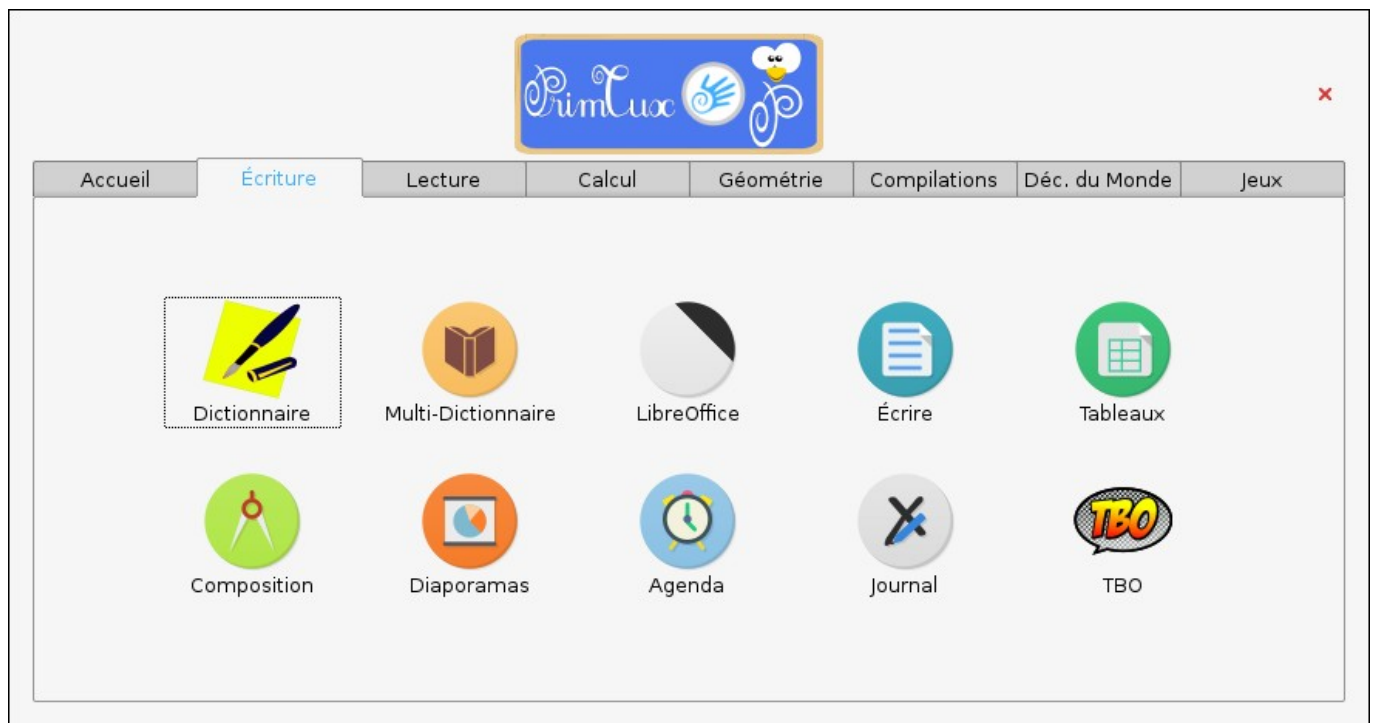 PrimTux
Accueil Écriture Lecture Calcul Géométrie Compilations Déc. du Monde Jeux
Dictionnaire Multi-Dictionnaire LibreOffice Écrire Tableaux
TBO
Composition Diaporamas Agenda Journal TBO